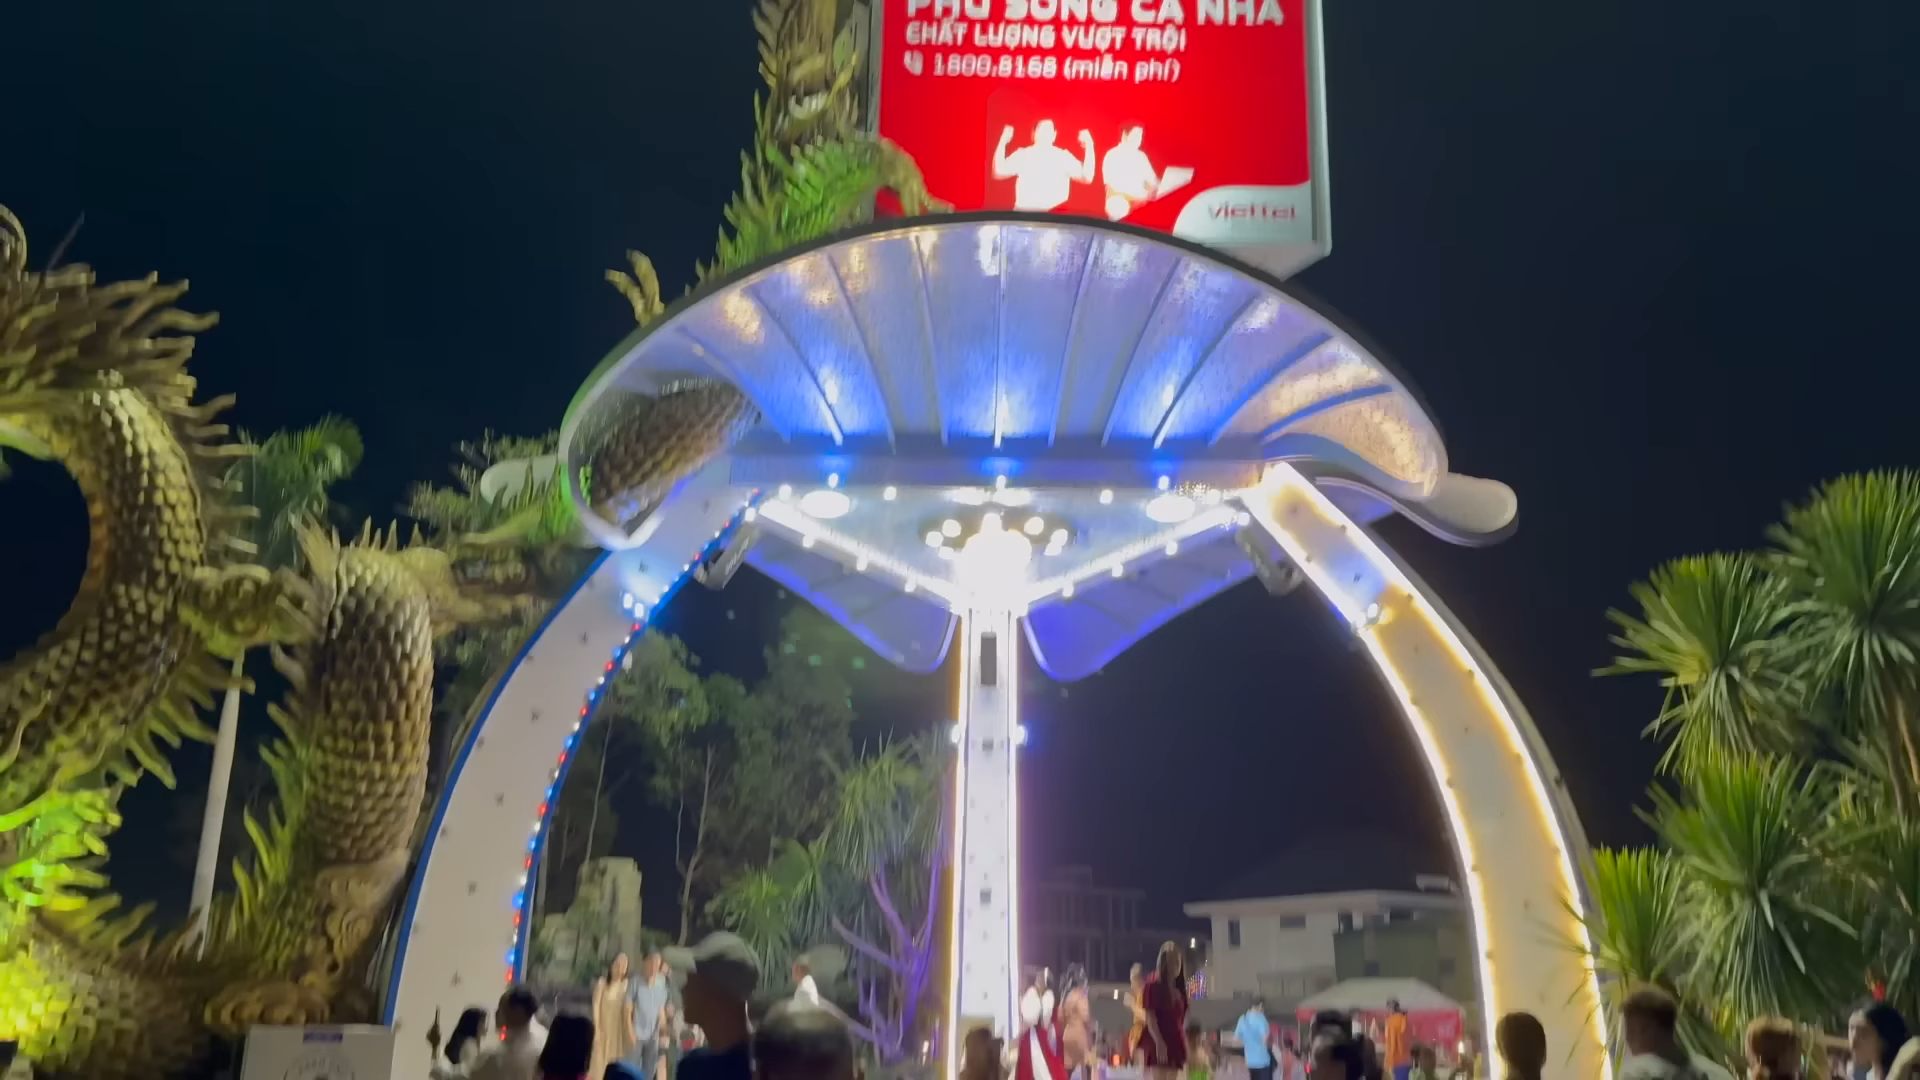 PHỦ SÓNG CẢ NHÀ
CHẤT LƯỢNG VƯỢT TRỘI
1800.8168 (miễn phí)
viettel